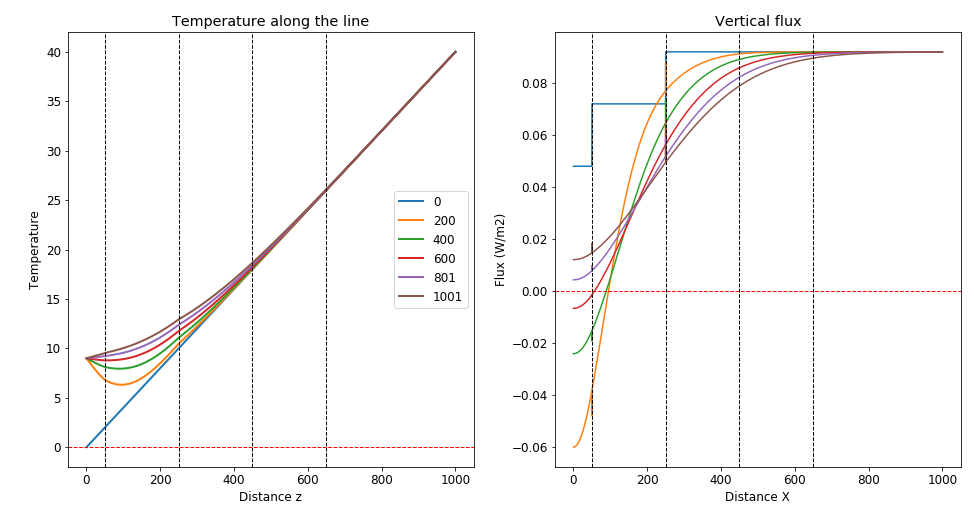 Temperature along the line
Temperature
40
35
30
25
20
15
10
5
0
0 200 400 600 800 1000
Distance z
0
200
400
600
801
1001
Vertical flux
Flux (W/m2)
0.08
0.06
0.04
0.02
0.00
−0.02
−0.04
−0.06
0 200 400 600 800 1000
Distance X